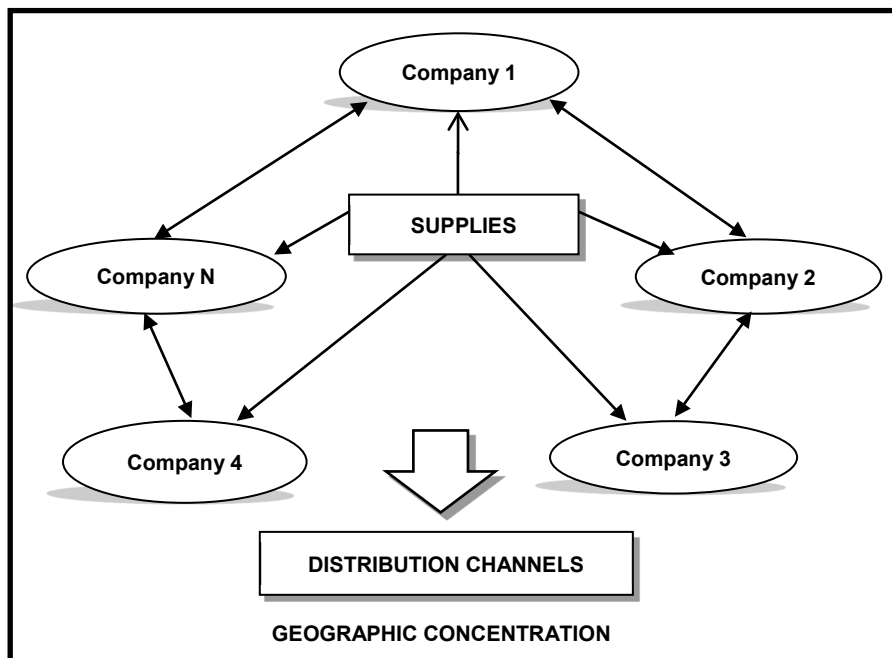 Company 1
SUPPLIES
Company N
Company 2
Company 4
Company 3
DISTRIBUTION CHANNELS
GEOGRAPHIC CONCENTRATION